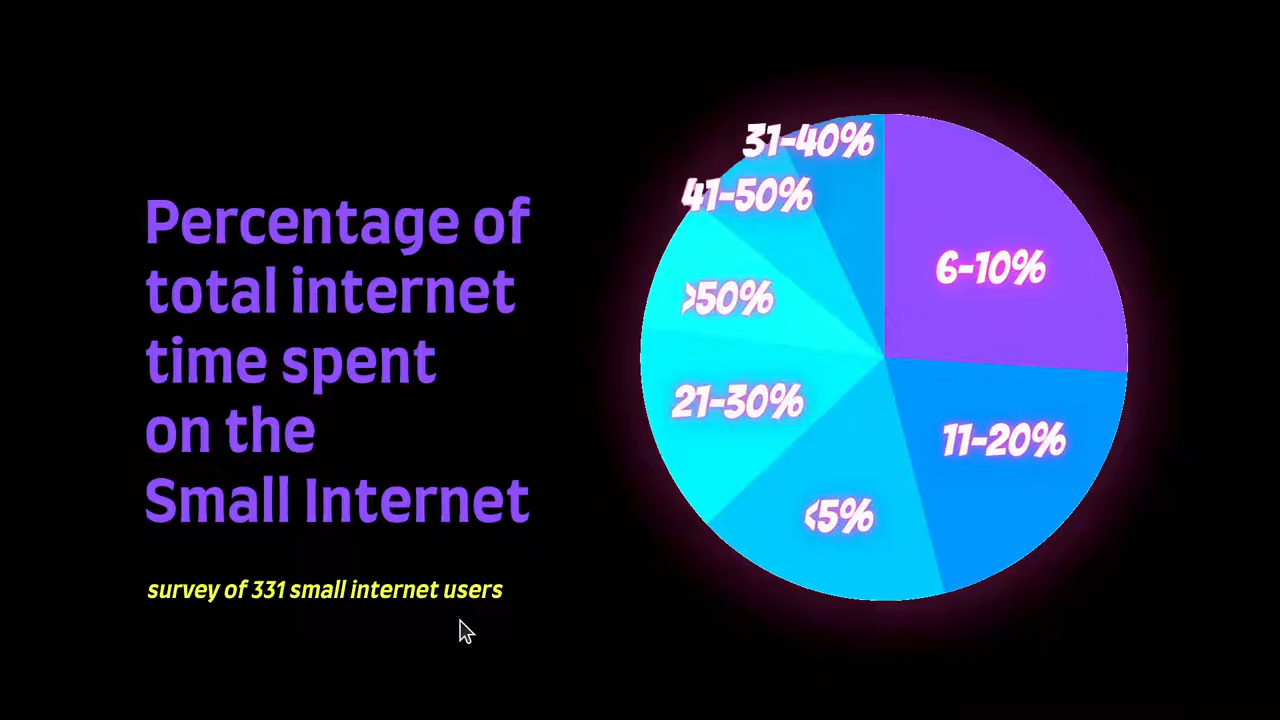 Percentage of
total internet
time spent
on the
Small Internet
survey of 331 small internet users
31-40%
41-50%
6-10%
>50%
21-30%
11-20%
<5%